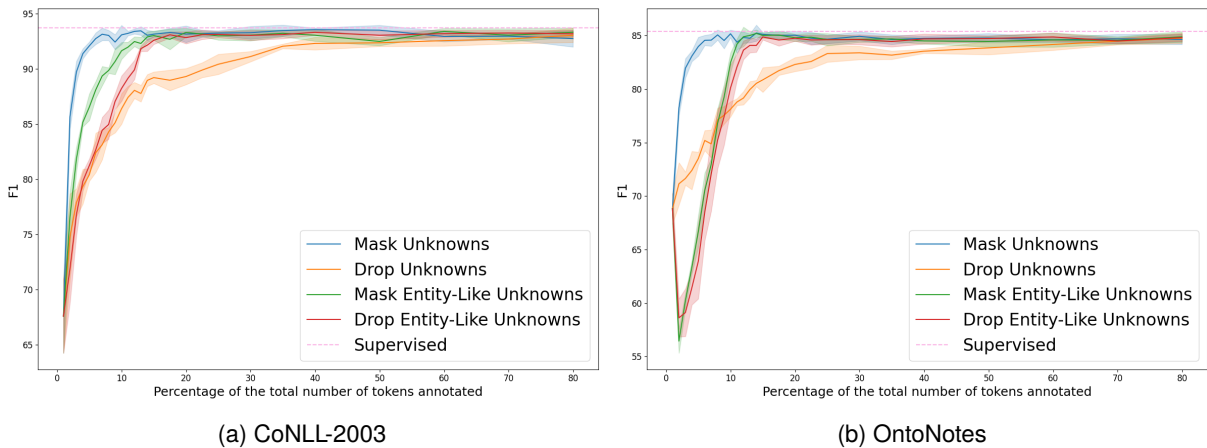 95
90
85
80
75
70
65
F1
0 10 20 30 40 50 60 70 80
Percentage of the total number of tokens annotated
Mask Unknowns
Drop Unknowns
Mask Entity-Like Unknowns
Drop Entity-Like Unknowns
Supervised
(a) CoNLL-2003
85
80
75
70
65
60
55
F1
0 10 20 30 40 50 60 70 80
Percentage of the total number of tokens annotated
Mask Unknowns
Drop Unknowns
Mask Entity-Like Unknowns
Drop Entity-Like Unknowns
Supervised
(b) OntoNotes